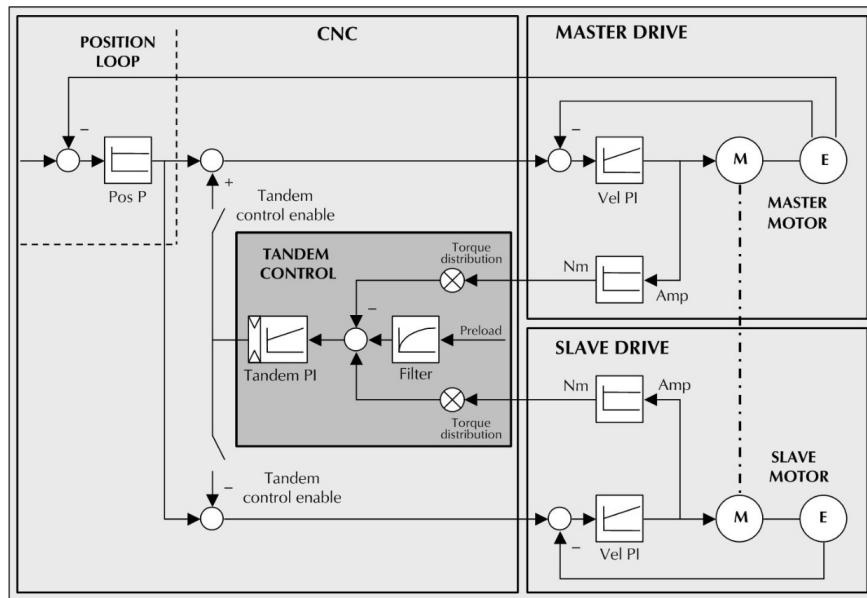 CNC
POSITION
LOOP
–
Pos P
+
Tandem
control enable
TANDEM
CONTROL
Torque
distribution
–
Preload
Tandem PI
Filter
Torque
distribution
–
Tandem
control enable
MASTER DRIVE
–
Vel PI
M
E
MASTER
MOTOR
Nm
Amp
SLAVE DRIVE
Nm
Amp
SLAVE
MOTOR
–
Vel PI
M
E